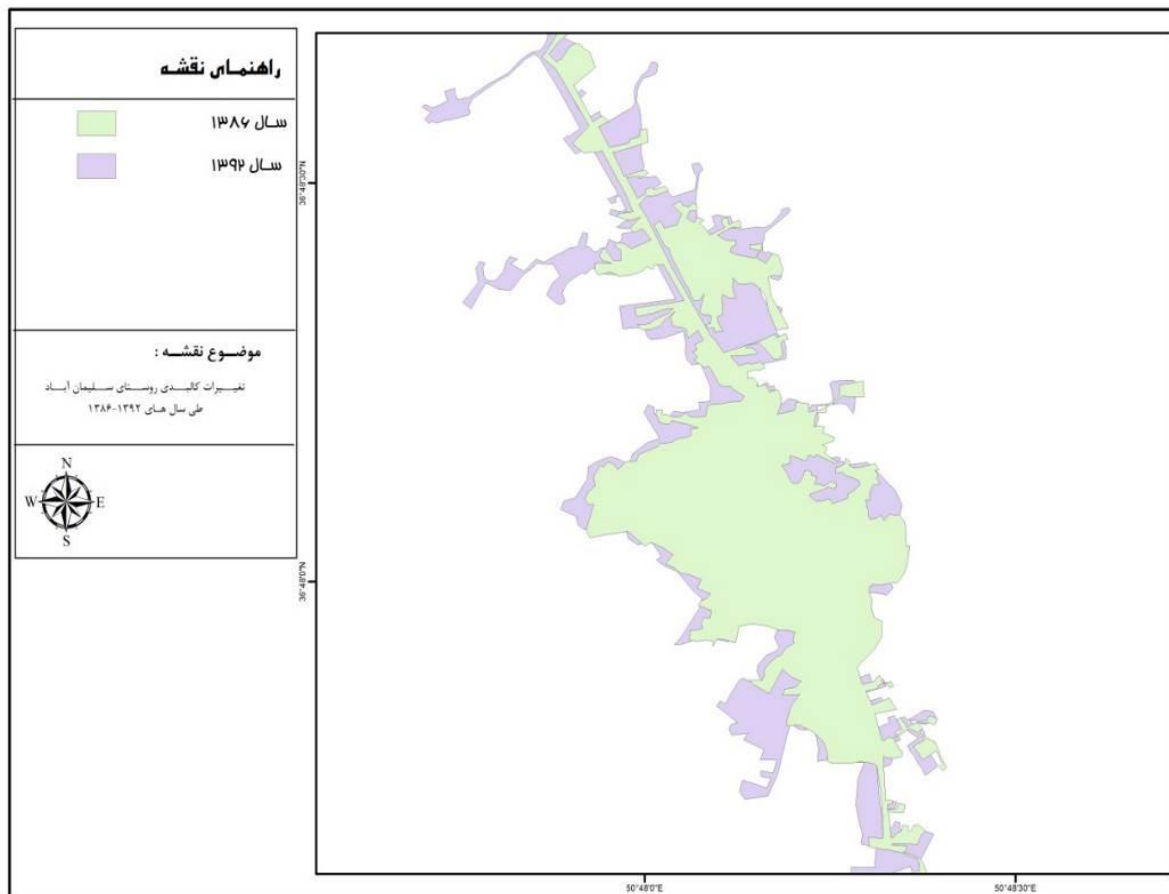 راهنمای نقشه
سال ۱۳۸۶
سال ۱۳۹۲
موضوع نقشه :
تغییرات کالبدی روستای سلیمان آباد
طی سال های ۱۳۹۲-۱۳۸۶
N
W E
S
36°48'30"N
36°48'0"N
50°48'0"E
50°48'30"E